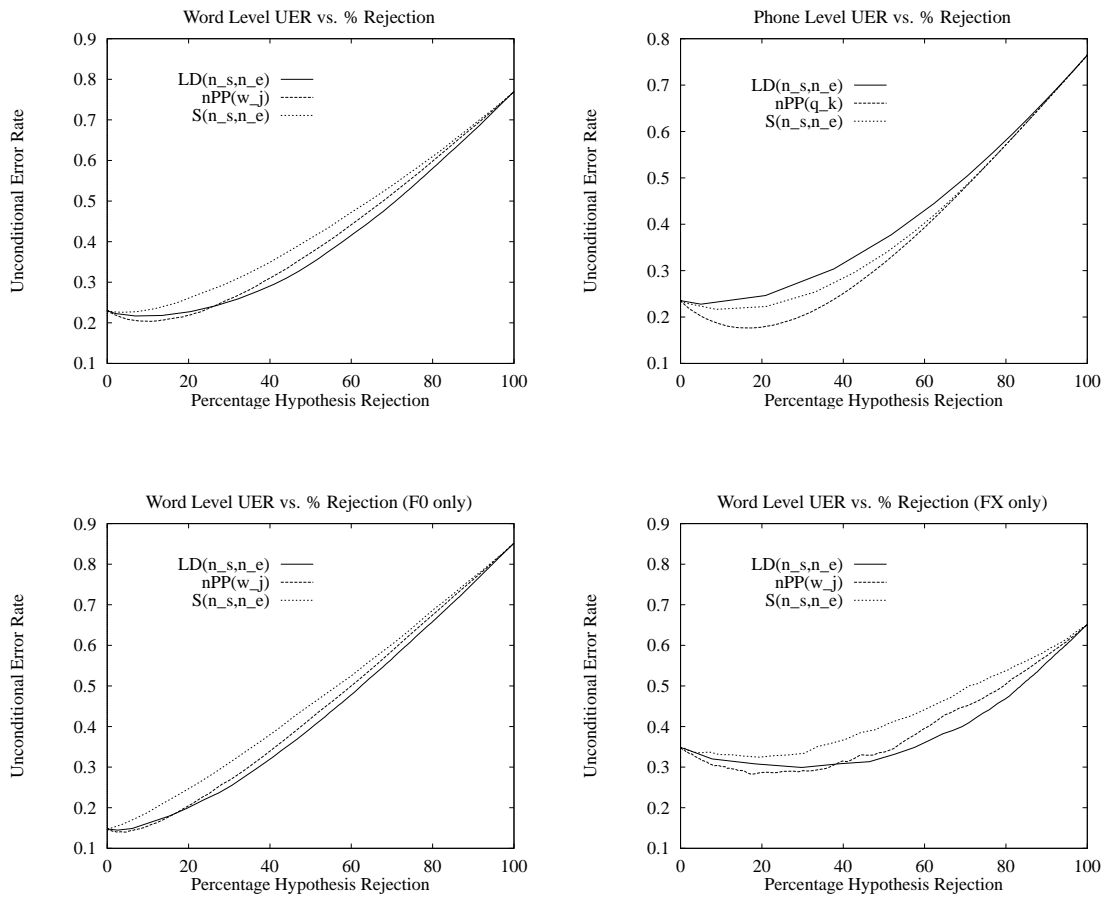 Word Level UER vs. % Rejection
0.9
0.8
0.7
0.6
0.5
0.4
0.3
0.2
0.1
0 20 40 60 80 100
Unconditional Error Rate
Percentage Hypothesis Rejection
LD(n_s,n_e)
nPP(w_j)
S(n_s,n_e)
Phone Level UER vs. % Rejection
0.8
0.7
0.6
0.5
0.4
0.3
0.2
0.1
0 20 40 60 80 100
Unconditional Error Rate
Percentage Hypothesis Rejection
LD(n_s,n_e)
nPP(q_k)
S(n_s,n_e)
Word Level UER vs. % Rejection (F0 only)
0.9
0.8
0.7
0.6
0.5
0.4
0.3
0.2
0.1
0 20 40 60 80 100
Unconditional Error Rate
Percentage Hypothesis Rejection
LD(n_s,n_e)
nPP(w_j)
S(n_s,n_e)
Word Level UER vs. % Rejection (FX only)
0.9
0.8
0.7
0.6
0.5
0.4
0.3
0.2
0.1
0 20 40 60 80 100
Unconditional Error Rate
Percentage Hypothesis Rejection
LD(n_s,n_e)
nPP(w_j)
S(n_s,n_e)